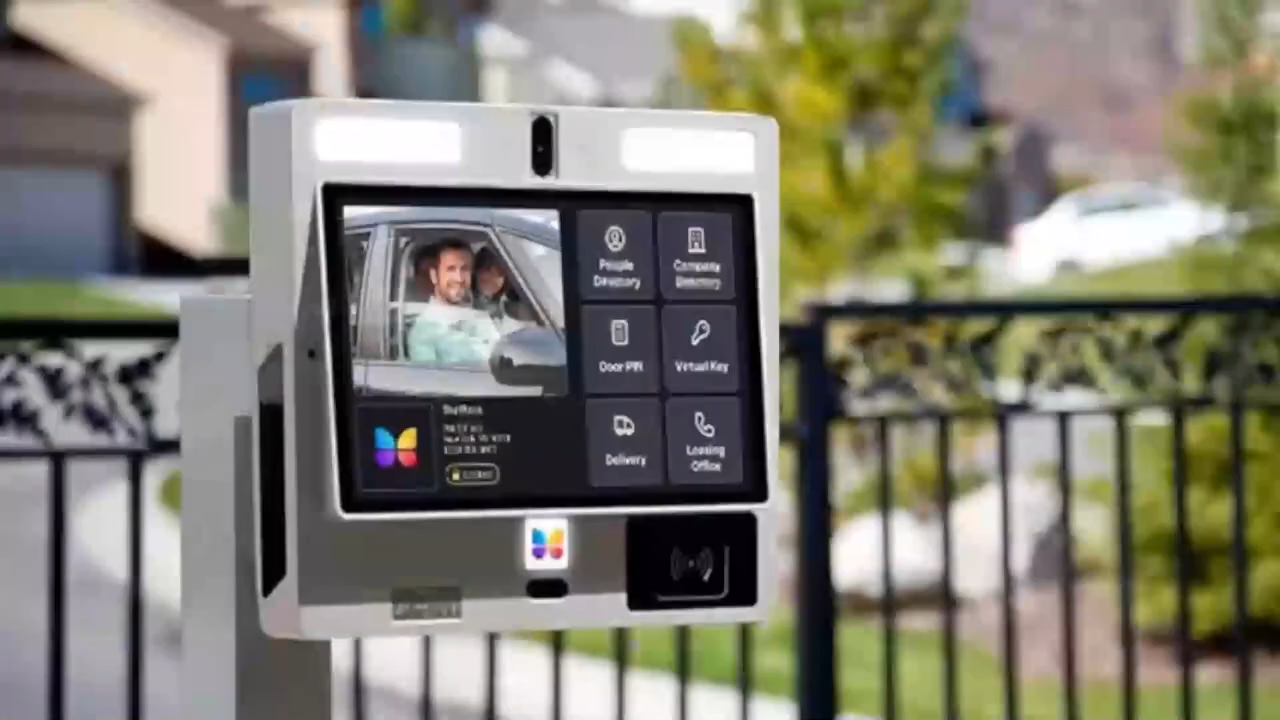 People
Directory
Company
Directory
Door PIN
Virtual Key
Delivery
Leasing
Office